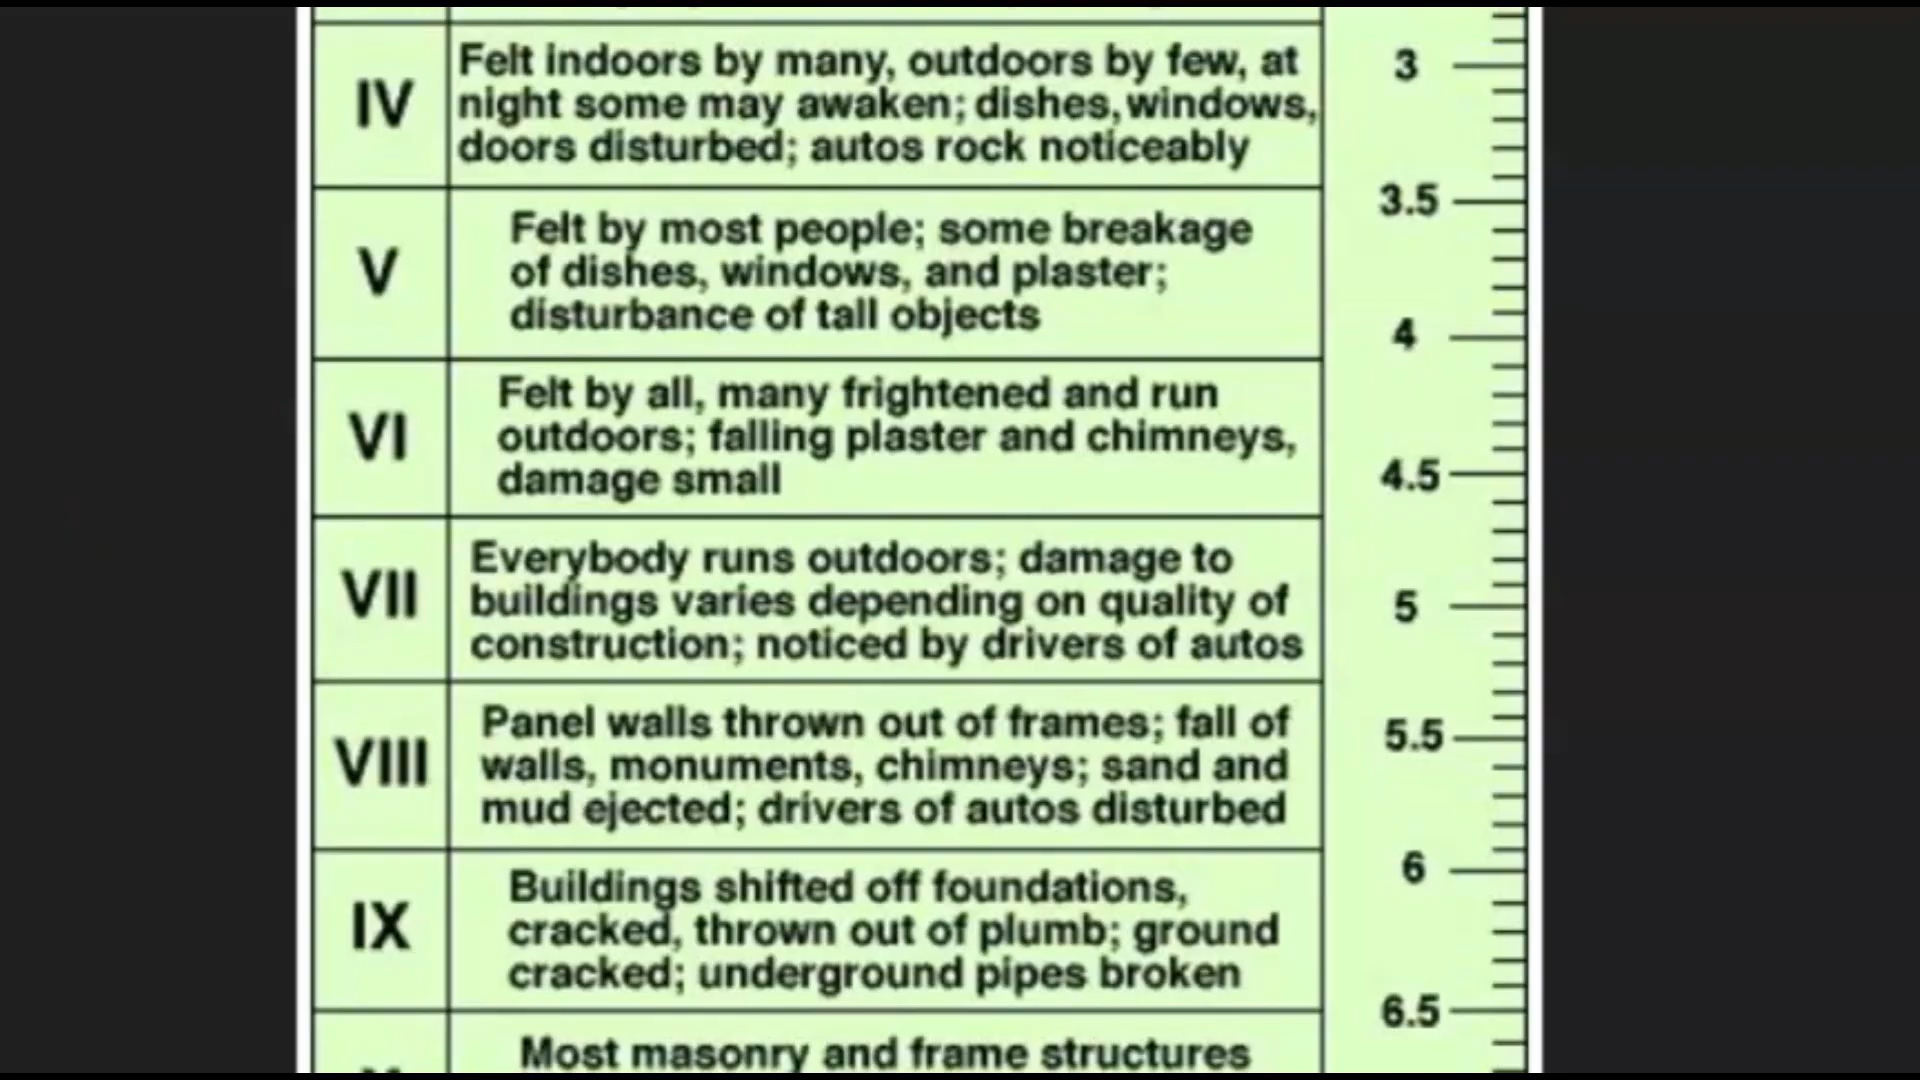 IV
Felt indoors by many, outdoors by few, at
night some may awaken; dishes, windows,
doors disturbed; autos rock noticeably
V
Felt by most people; some breakage
of dishes, windows, and plaster;
disturbance of tall objects
VI
Felt by all, many frightened and run
outdoors; falling plaster and chimneys,
damage small
VII
Everybody runs outdoors; damage to
buildings varies depending on quality of
construction; noticed by drivers of autos
VIII
Panel walls thrown out of frames; fall of
walls, monuments, chimneys; sand and
mud ejected; drivers of autos disturbed
IX
Buildings shifted off foundations,
cracked, thrown out of plumb; ground
cracked; underground pipes broken
Most masonry and frame structures
3
3.5
4
4.5
5
5.5
6
6.5